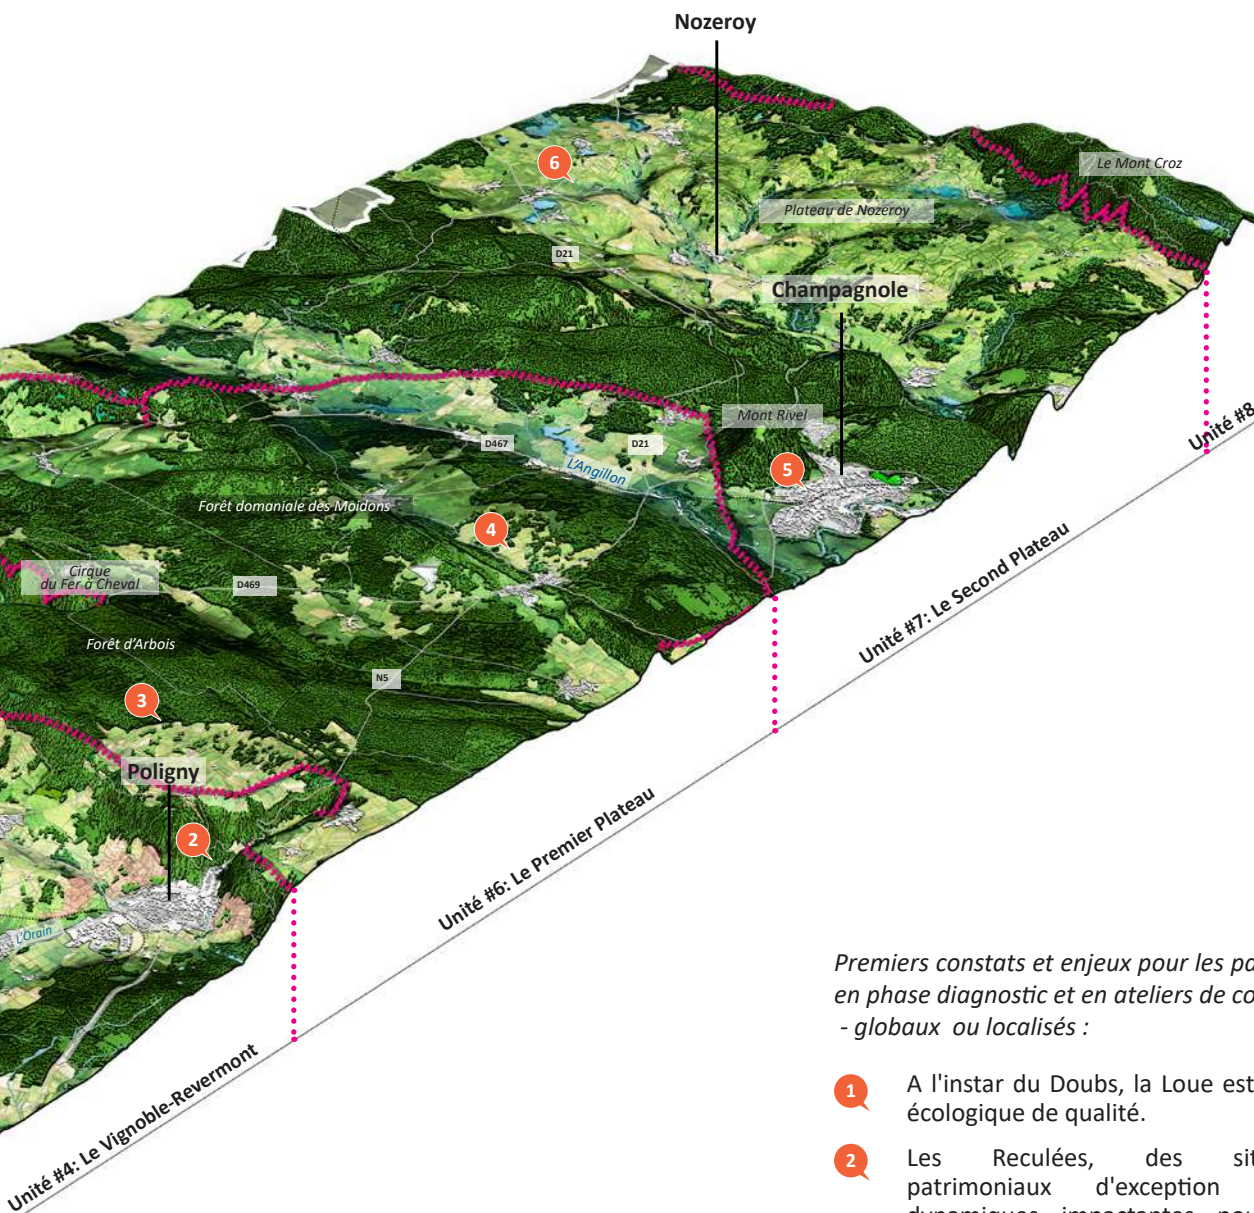 Nozeroy
6
Le Mont Croz
Plateau de Nozeroy
D21
Champagnole
Mont Rivel
Unité #8
D467
D21
L'Angillon
5
Forêt domaniale des Moidons
4
Cirque
du Fer à Cheval
D469
Forêt d'Arbois
N5
3
Unité #7: Le Second Plateau
Poligny
2
Unité #6: Le Premier Plateau
L'Orain
Unité #4: Le Vignoble-Revermont
Premiers constats et enjeux pour les pa
en phase diagnostic et en ateliers de co
- globaux ou localisés :
1 A l'instar du Doubs, la Loue est
écologique de qualité.
2 Les Reculées, des sit
patrimoniaux d'exception